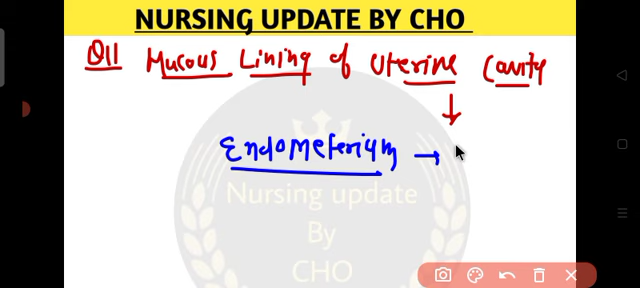 NURSING UPDATE BY CHO
Q11 Mucous Lining of Uterine Cavity
Endometerium →
Nursing update
By
CHO